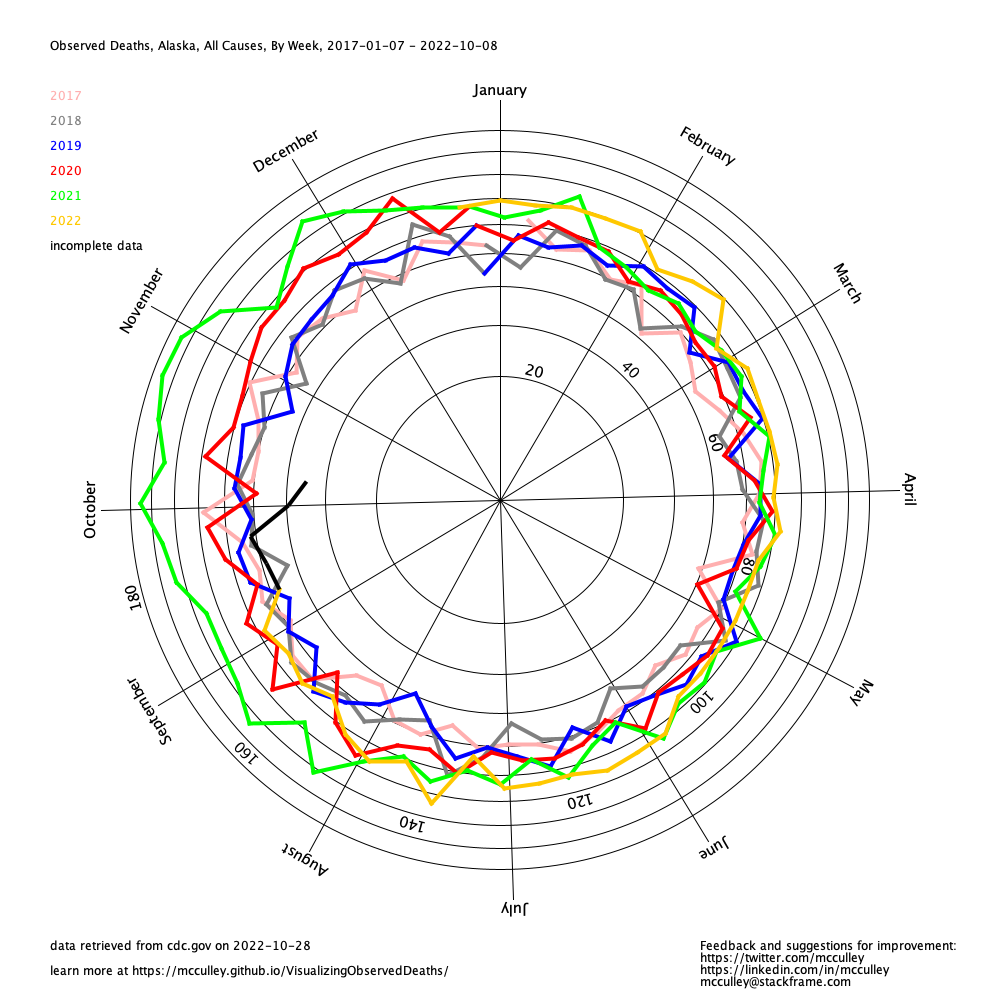 Observed Deaths, Alaska, All Causes, By Week, 2017-01-07 - 2022-10-08
2017
2018
2019
2020
2021
2022
incomplete data
January
February
March
April
May
June
July
August
September
October
November
December
20
40
60
80
100
120
140
160
180
data retrieved from cdc.gov on 2022-10-28
learn more at https://mcculley.github.io/VisualizingObservedDeaths/
Feedback and suggestions for improvement:
https://twitter.com/mcculley
https://linkedin.com/in/mcculley
mcculley@stackframe.com